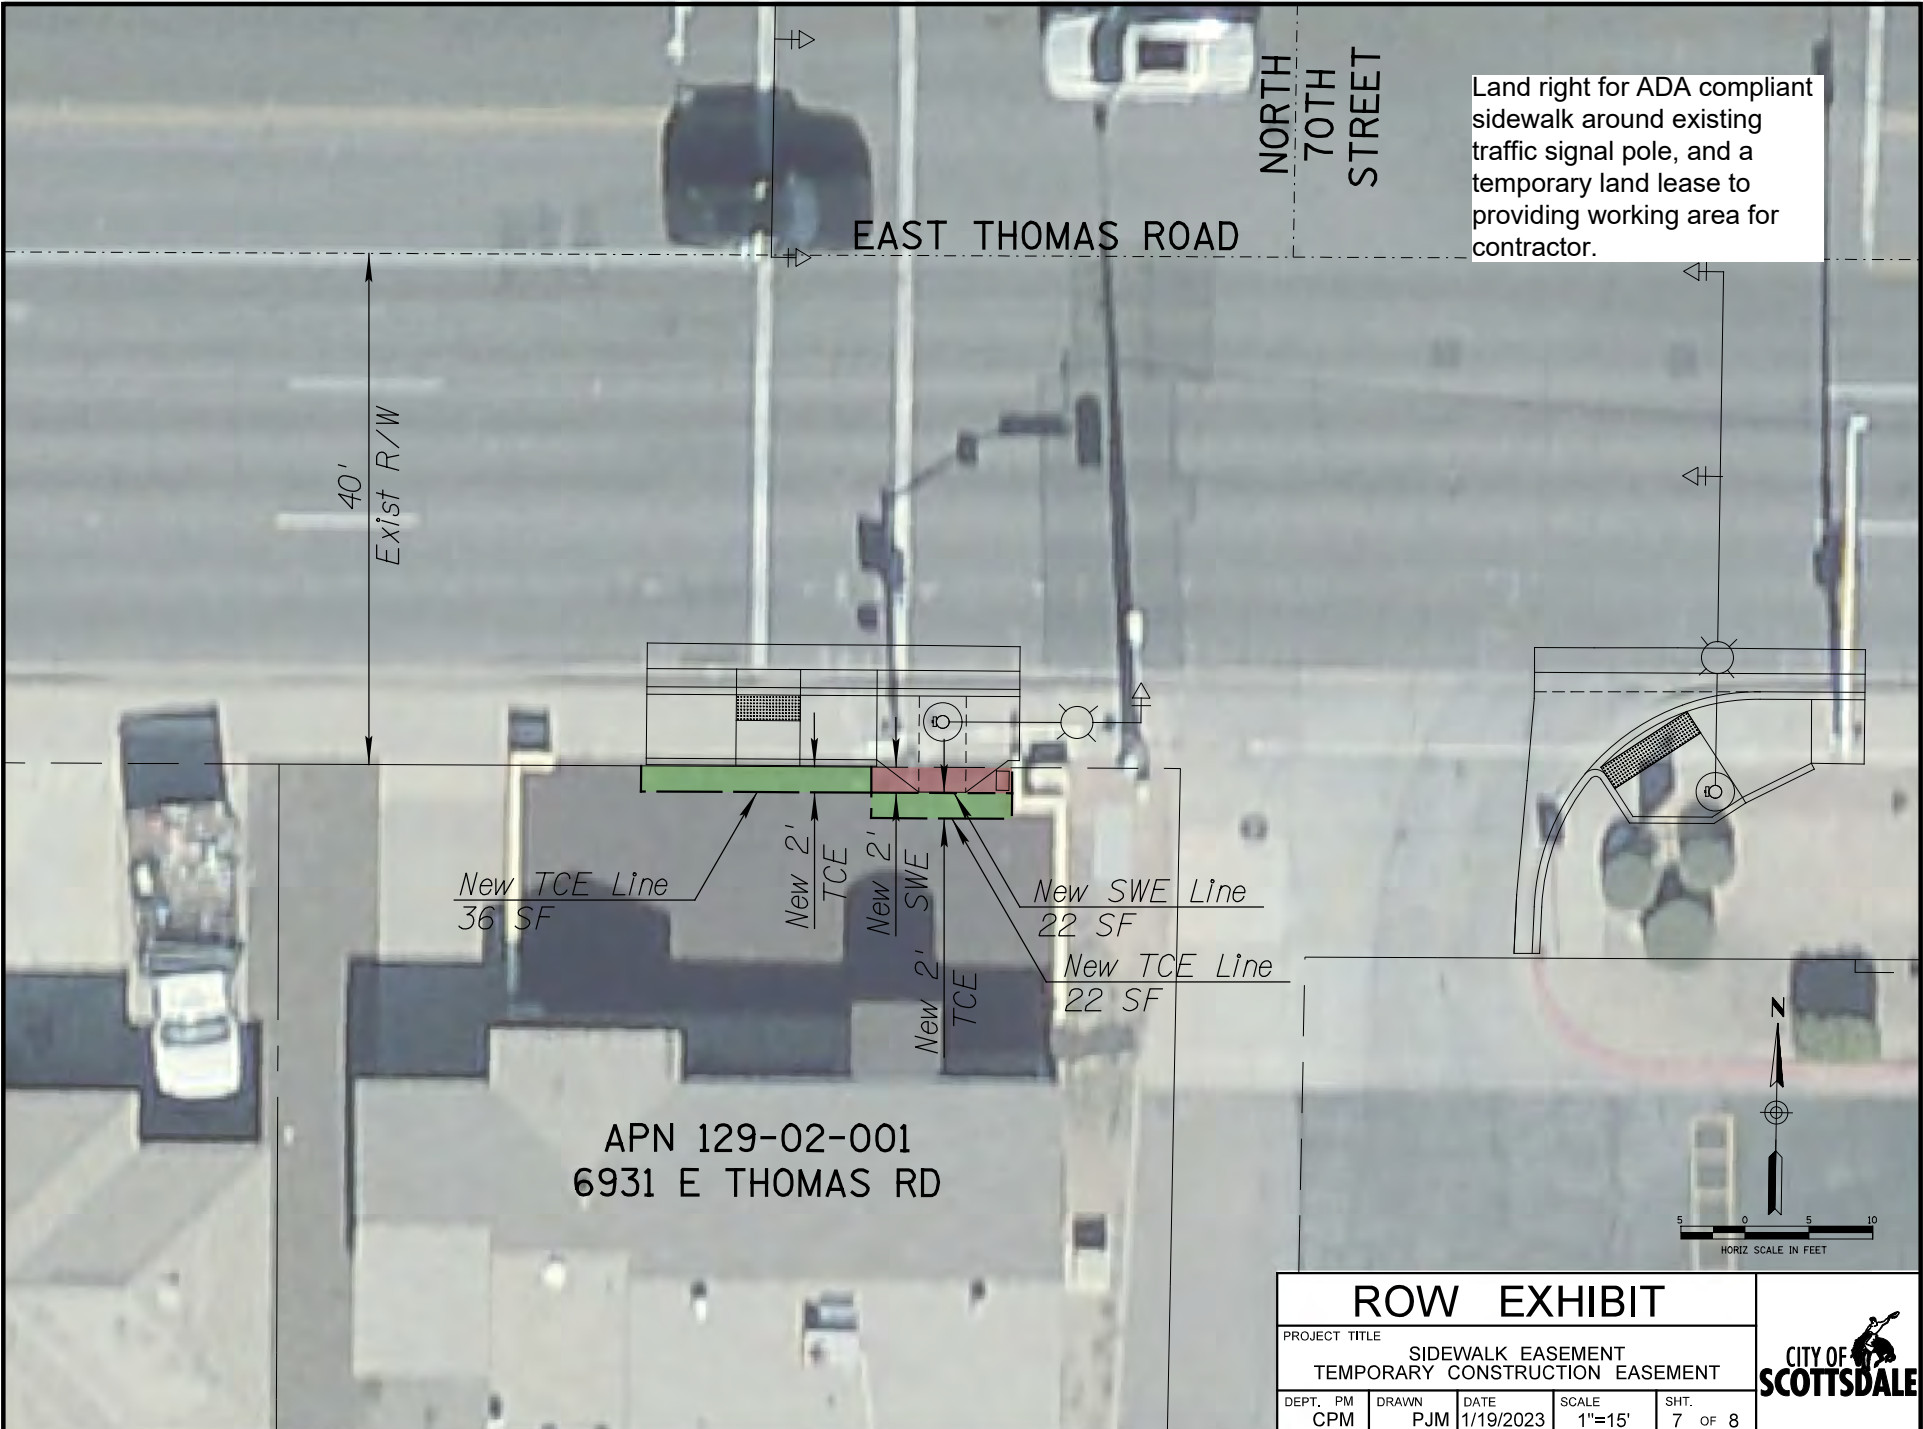 NORTH
70TH
STREET
Land right for ADA compliant
sidewalk around existing
traffic signal pole, and a
temporary land lease to
providing working area for
contractor.
EAST THOMAS ROAD
40'
Exist R/W
New TCE Line
36 SF
New 2'
TCE
New 2'
SWE
New 2'
TCE
New SWE Line
22 SF
New TCE Line
22 SF
APN 129-02-001
6931 E THOMAS RD
N
5 0 5 10
HORIZ SCALE IN FEET
ROW EXHIBIT
PROJECT TITLE
SIDEWALK EASEMENT
TEMPORARY CONSTRUCTION EASEMENT
DEPT. PM
CPM
DRAWN
PJM
DATE
1/19/2023
SCALE
1"=15'
SHT.
7 OF 8
CITY OF
SCOTTSDALE